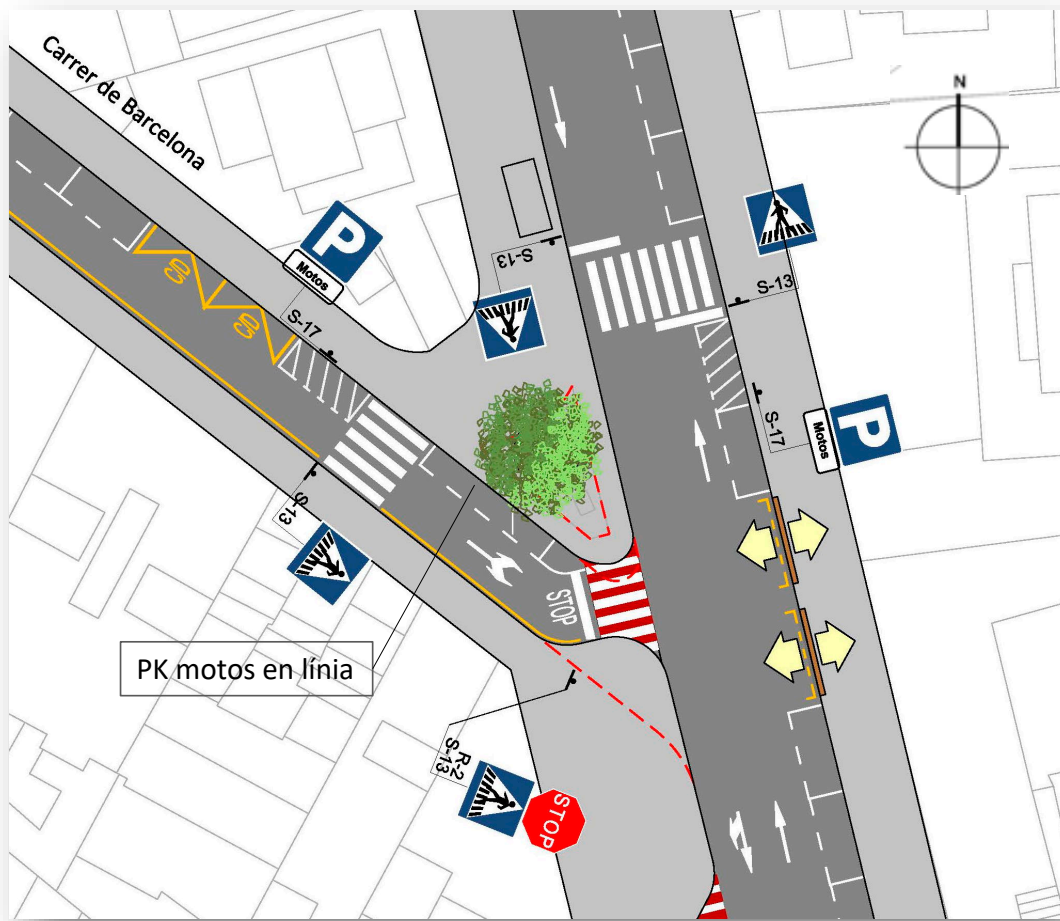 Carrer de Barcelona
N
P
Motos
S-17
S-13
S-13
S-17
P
Motos
S-13
STOP
PK motos en línia
R-2
S-13
STOP